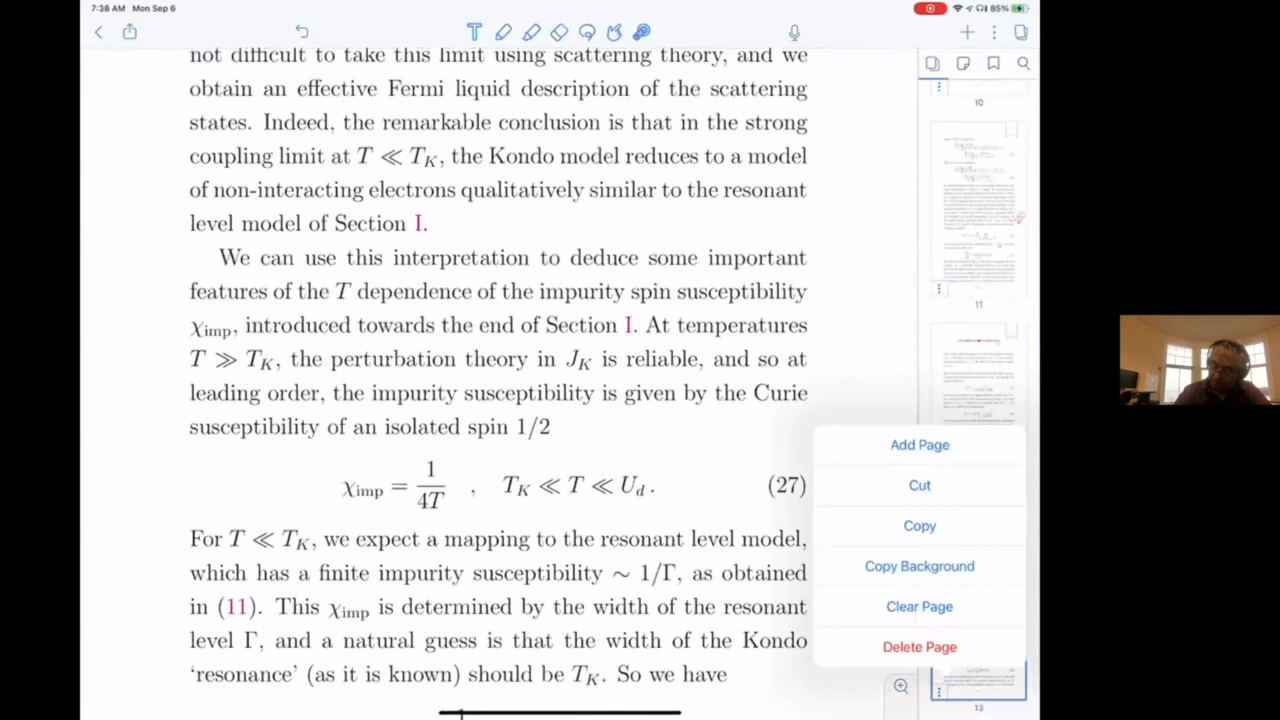 7:38 AM Mon Sep 6
85%
not difficult to take this limit using scattering theory, and we
obtain an effective Fermi liquid description of the scattering
states. Indeed, the remarkable conclusion is that in the strong
coupling limit at T ≪ T_K, the Kondo model reduces to a model
of non-interacting electrons qualitatively similar to the resonant
level model of Section I.
We can use this interpretation to deduce some important
features of the T dependence of the impurity spin susceptibility
χ_imp, introduced towards the end of Section I. At temperatures
T ≫ T_K, the perturbation theory in J_K is reliable, and so at
leading order, the impurity susceptibility is given by the Curie
susceptibility of an isolated spin 1/2
χ_imp = 1/4T , T_K ≪ T ≪ U_d . (27)
For T ≪ T_K, we expect a mapping to the resonant level model,
which has a finite impurity susceptibility ∼ 1/Γ, as obtained
in (11). This χ_imp is determined by the width of the resonant
level Γ, and a natural guess is that the width of the Kondo
‘resonance’ (as it is known) should be T_K. So we have
10
11
Add Page
Cut
Copy
Copy Background
Clear Page
Delete Page
13